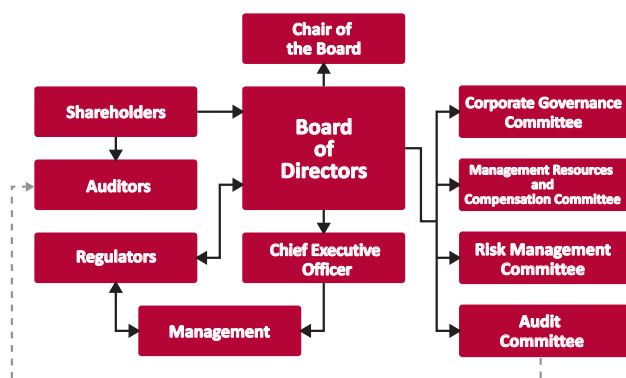 Chair of
the Board
Shareholders
Board
of
Directors
Corporate Governance
Committee
Auditors
Management Resources
and
Compensation Committee
Regulators
Chief Executive
Officer
Risk Management
Committee
Management
Audit
Committee